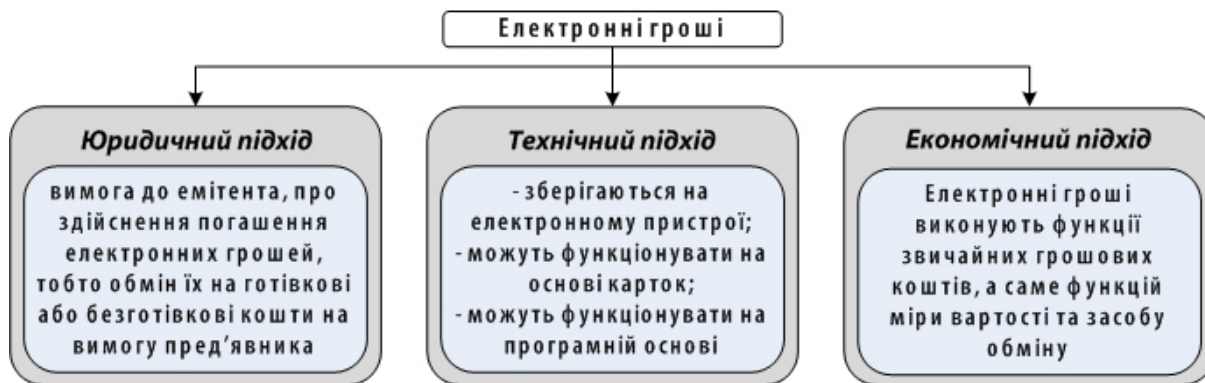 Електронні гроші
Юридичний підхід
вимога до емітента, про
здійснення погашення
електронних грошей,
тобто обмін їх на готівкові
або безготівкові кошти на
вимогу пред’явника
Технічний підхід
- зберігаються на
електронному пристрої;
- можуть функціонувати на
основі карток;
- можуть функціонувати на
програмній основі
Економічний підхід
Електронні гроші
виконують функції
звичайних грошових
коштів, а саме функцій
міри вартості та засобу
обміну